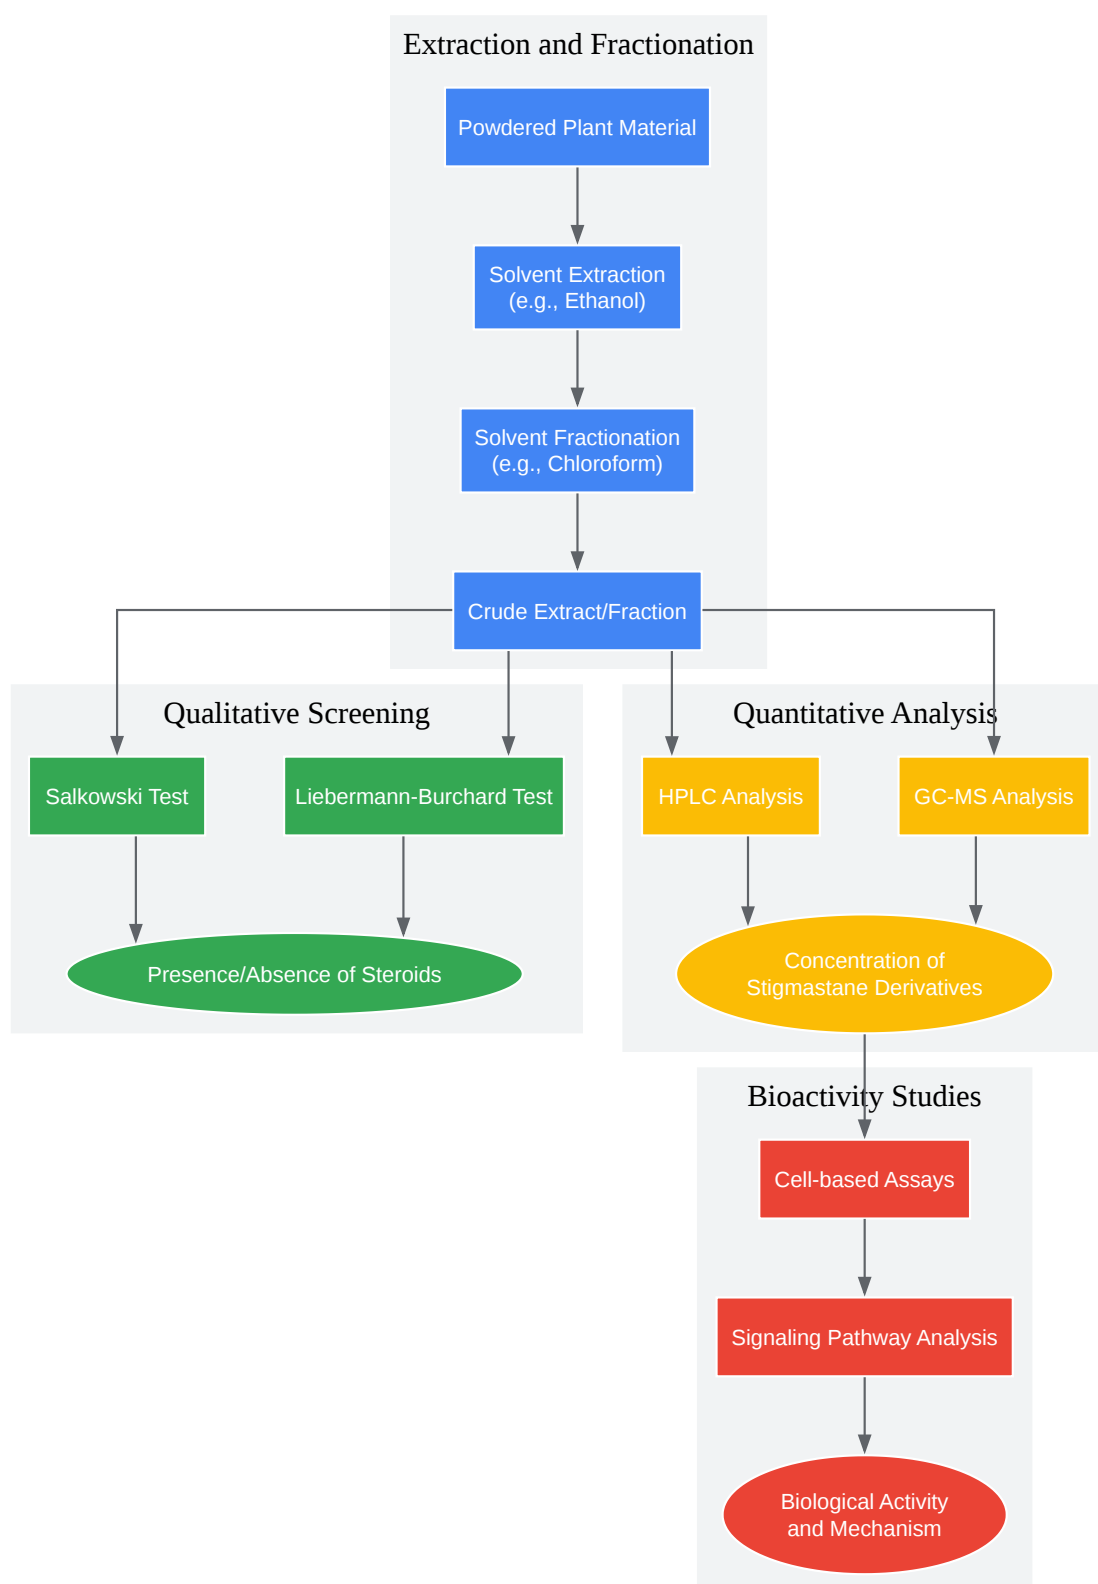 Extraction and Fractionation
Powdered Plant Material
Solvent Extraction
(e.g., Ethanol)
Solvent Fractionation
(e.g., Chloroform)
Crude Extract/Fraction
Qualitative Screening
Salkowski Test
Liebermann-Burchard Test
Presence/Absence of Steroids
Quantitative Analysis
HPLC Analysis
GC-MS Analysis
Concentration of
Stigmastane Derivatives
Bioactivity Studies
Cell-based Assays
Signaling Pathway Analysis
Biological Activity
and Mechanism